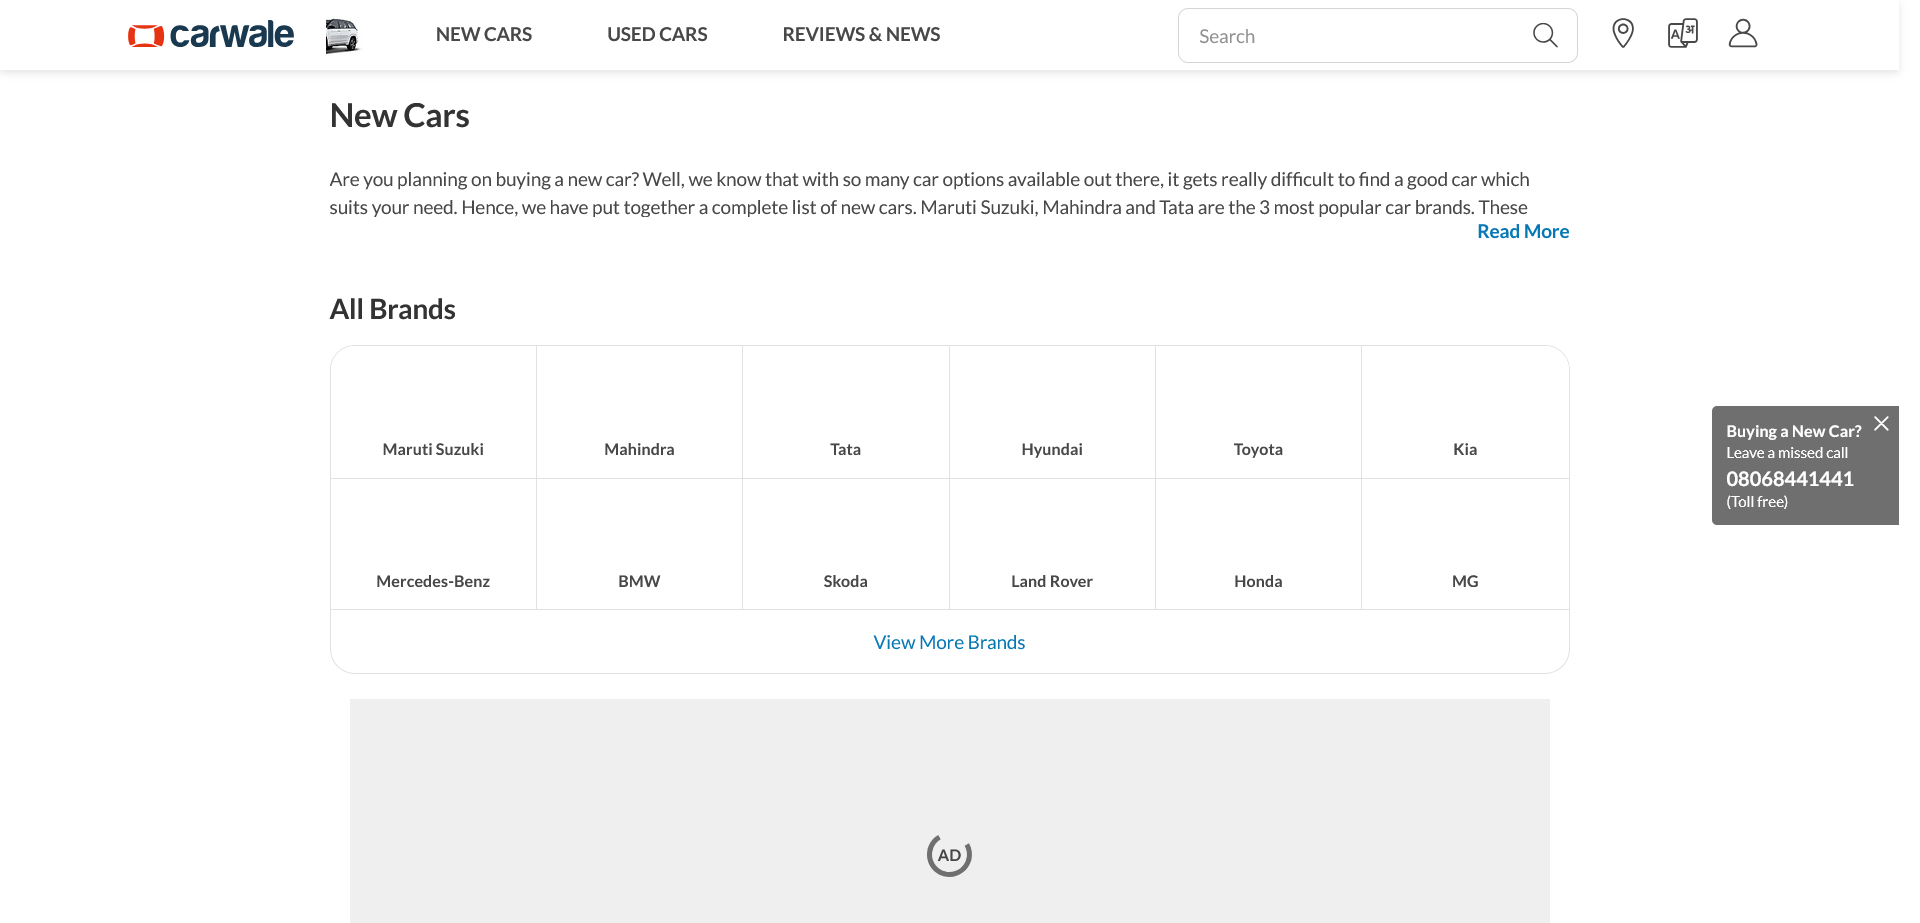 carwale
NEW CARS
USED CARS
REVIEWS & NEWS
Search
A अ
New Cars
Are you planning on buying a new car? Well, we know that with so many car options available out there, it gets really difficult to find a good car which
suits your need. Hence, we have put together a complete list of new cars. Maruti Suzuki, Mahindra and Tata are the 3 most popular car brands. These
Read More
All Brands
Maruti Suzuki
Mahindra
Tata
Hyundai
Toyota
Kia
Mercedes-Benz
BMW
Skoda
Land Rover
Honda
MG
View More Brands
Buying a New Car?
Leave a missed call
08068441441
(Toll free)
AD